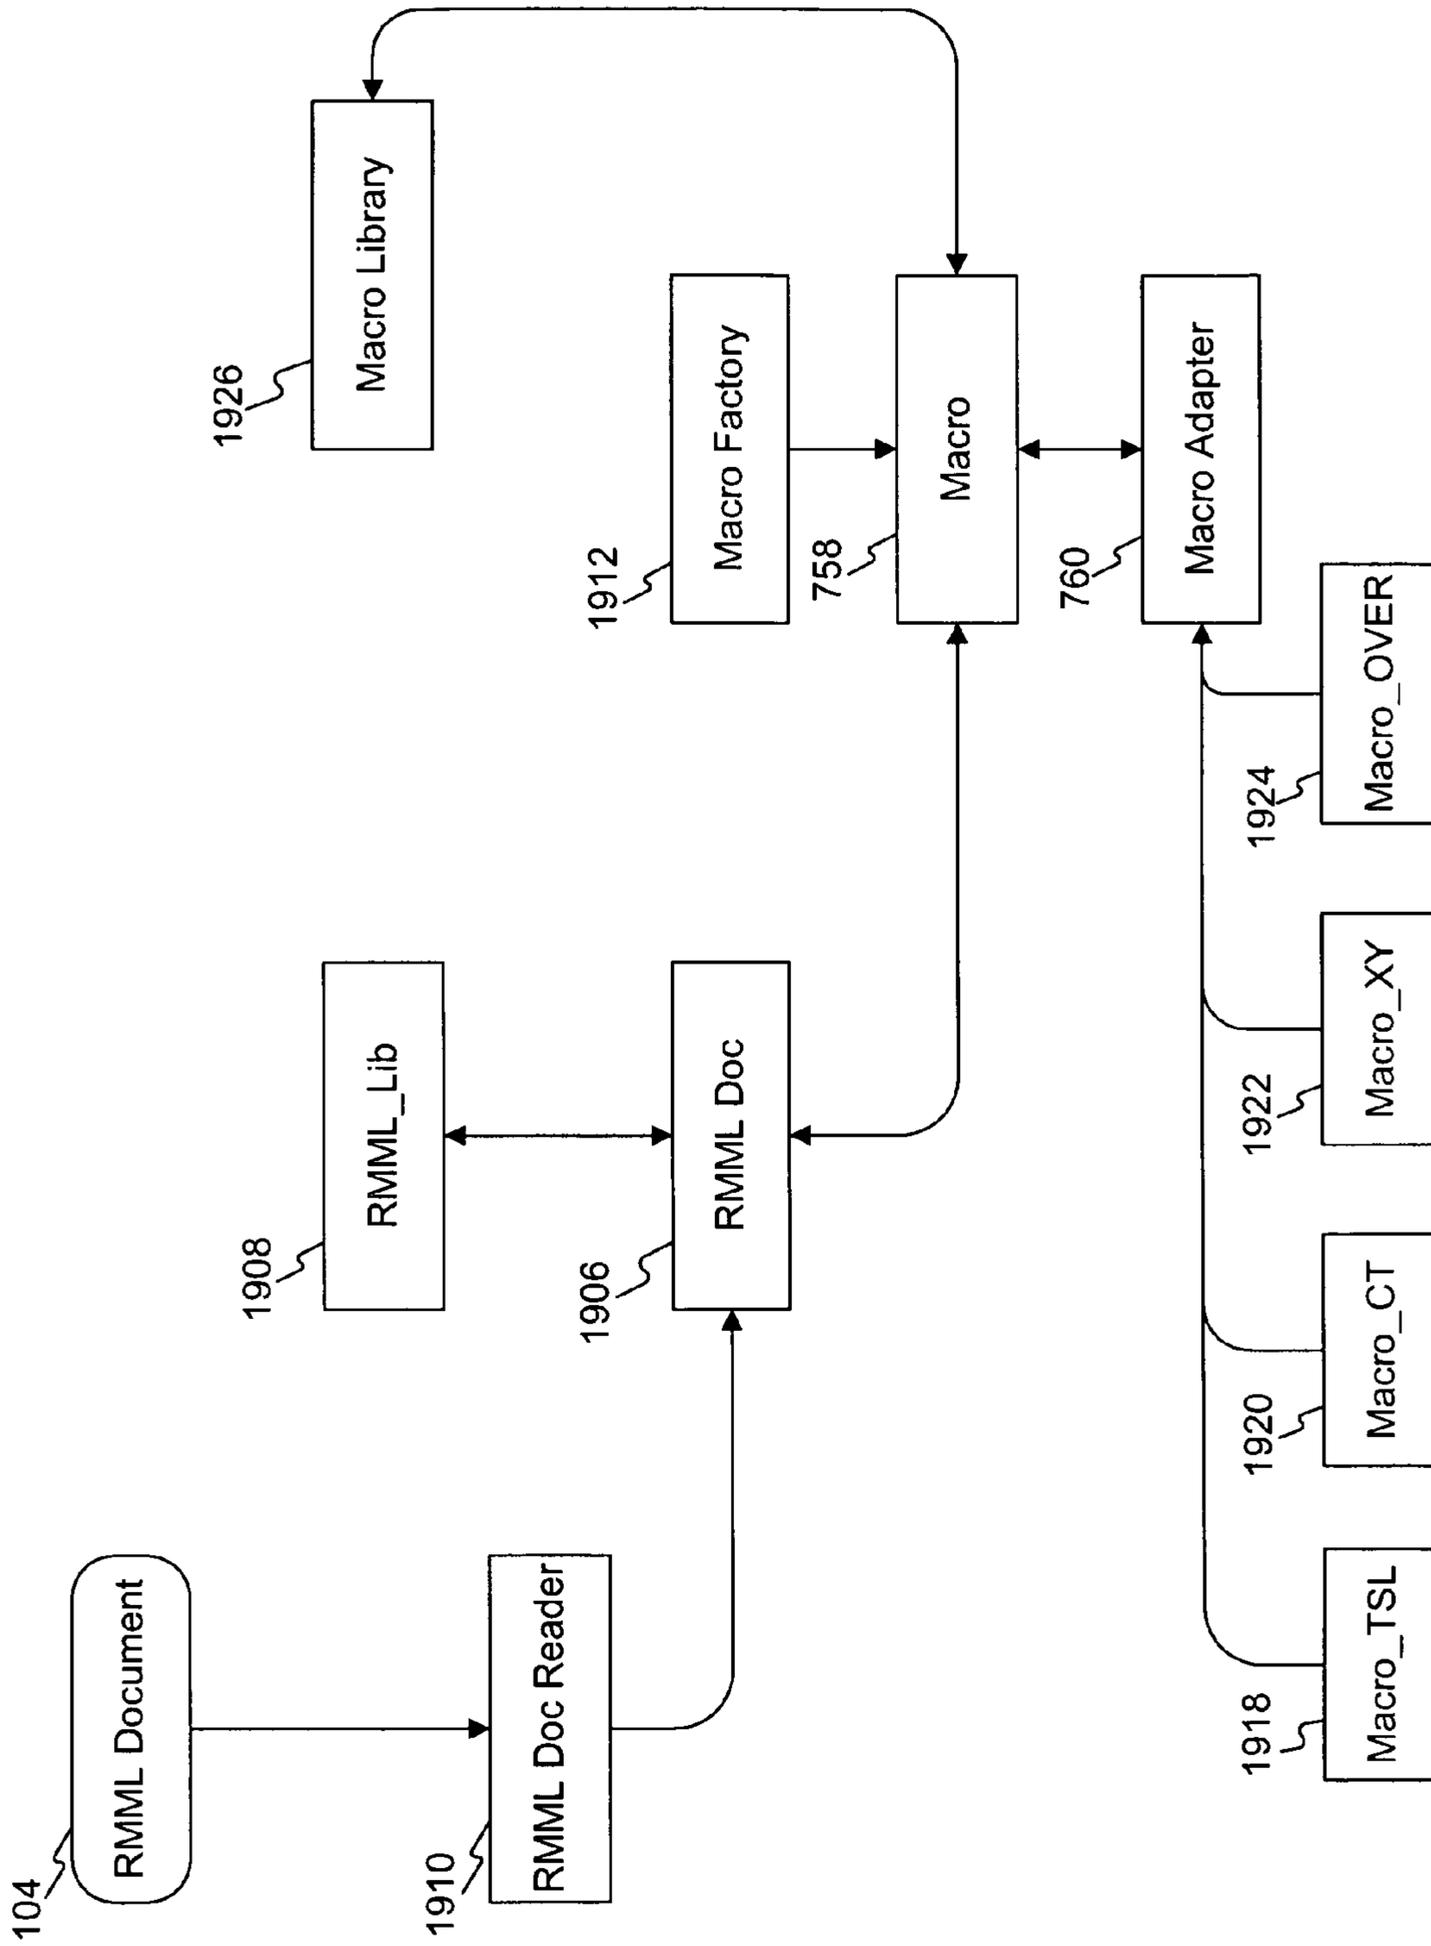 104
RMML Document
1910
RMML Doc Reader
1908
RMML_Lib
1906
RMML Doc
1926
Macro Library
1912
Macro Factory
758
Macro
760
Macro Adapter
1918
Macro_TSL
1920
Macro_CT
1922
Macro_XY
1924
Macro_OVER